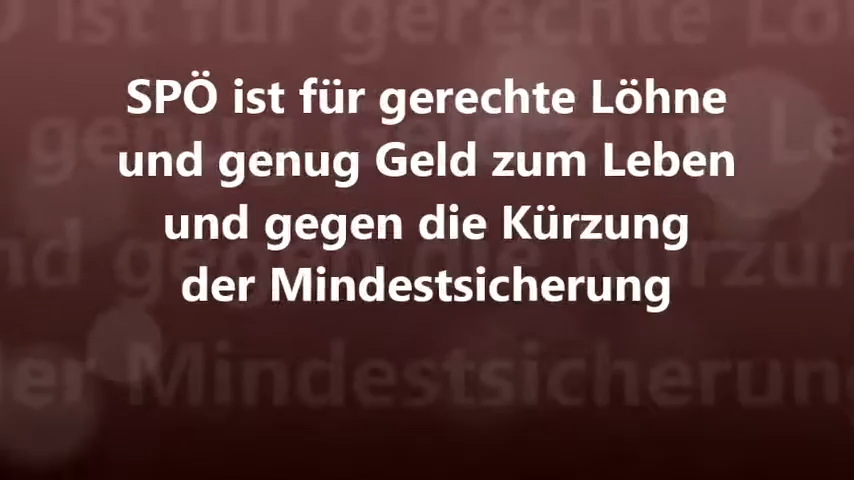 SPÖ ist für gerechte Löhne
und genug Geld zum Leben
und gegen die Kürzung
der Mindestsicherung